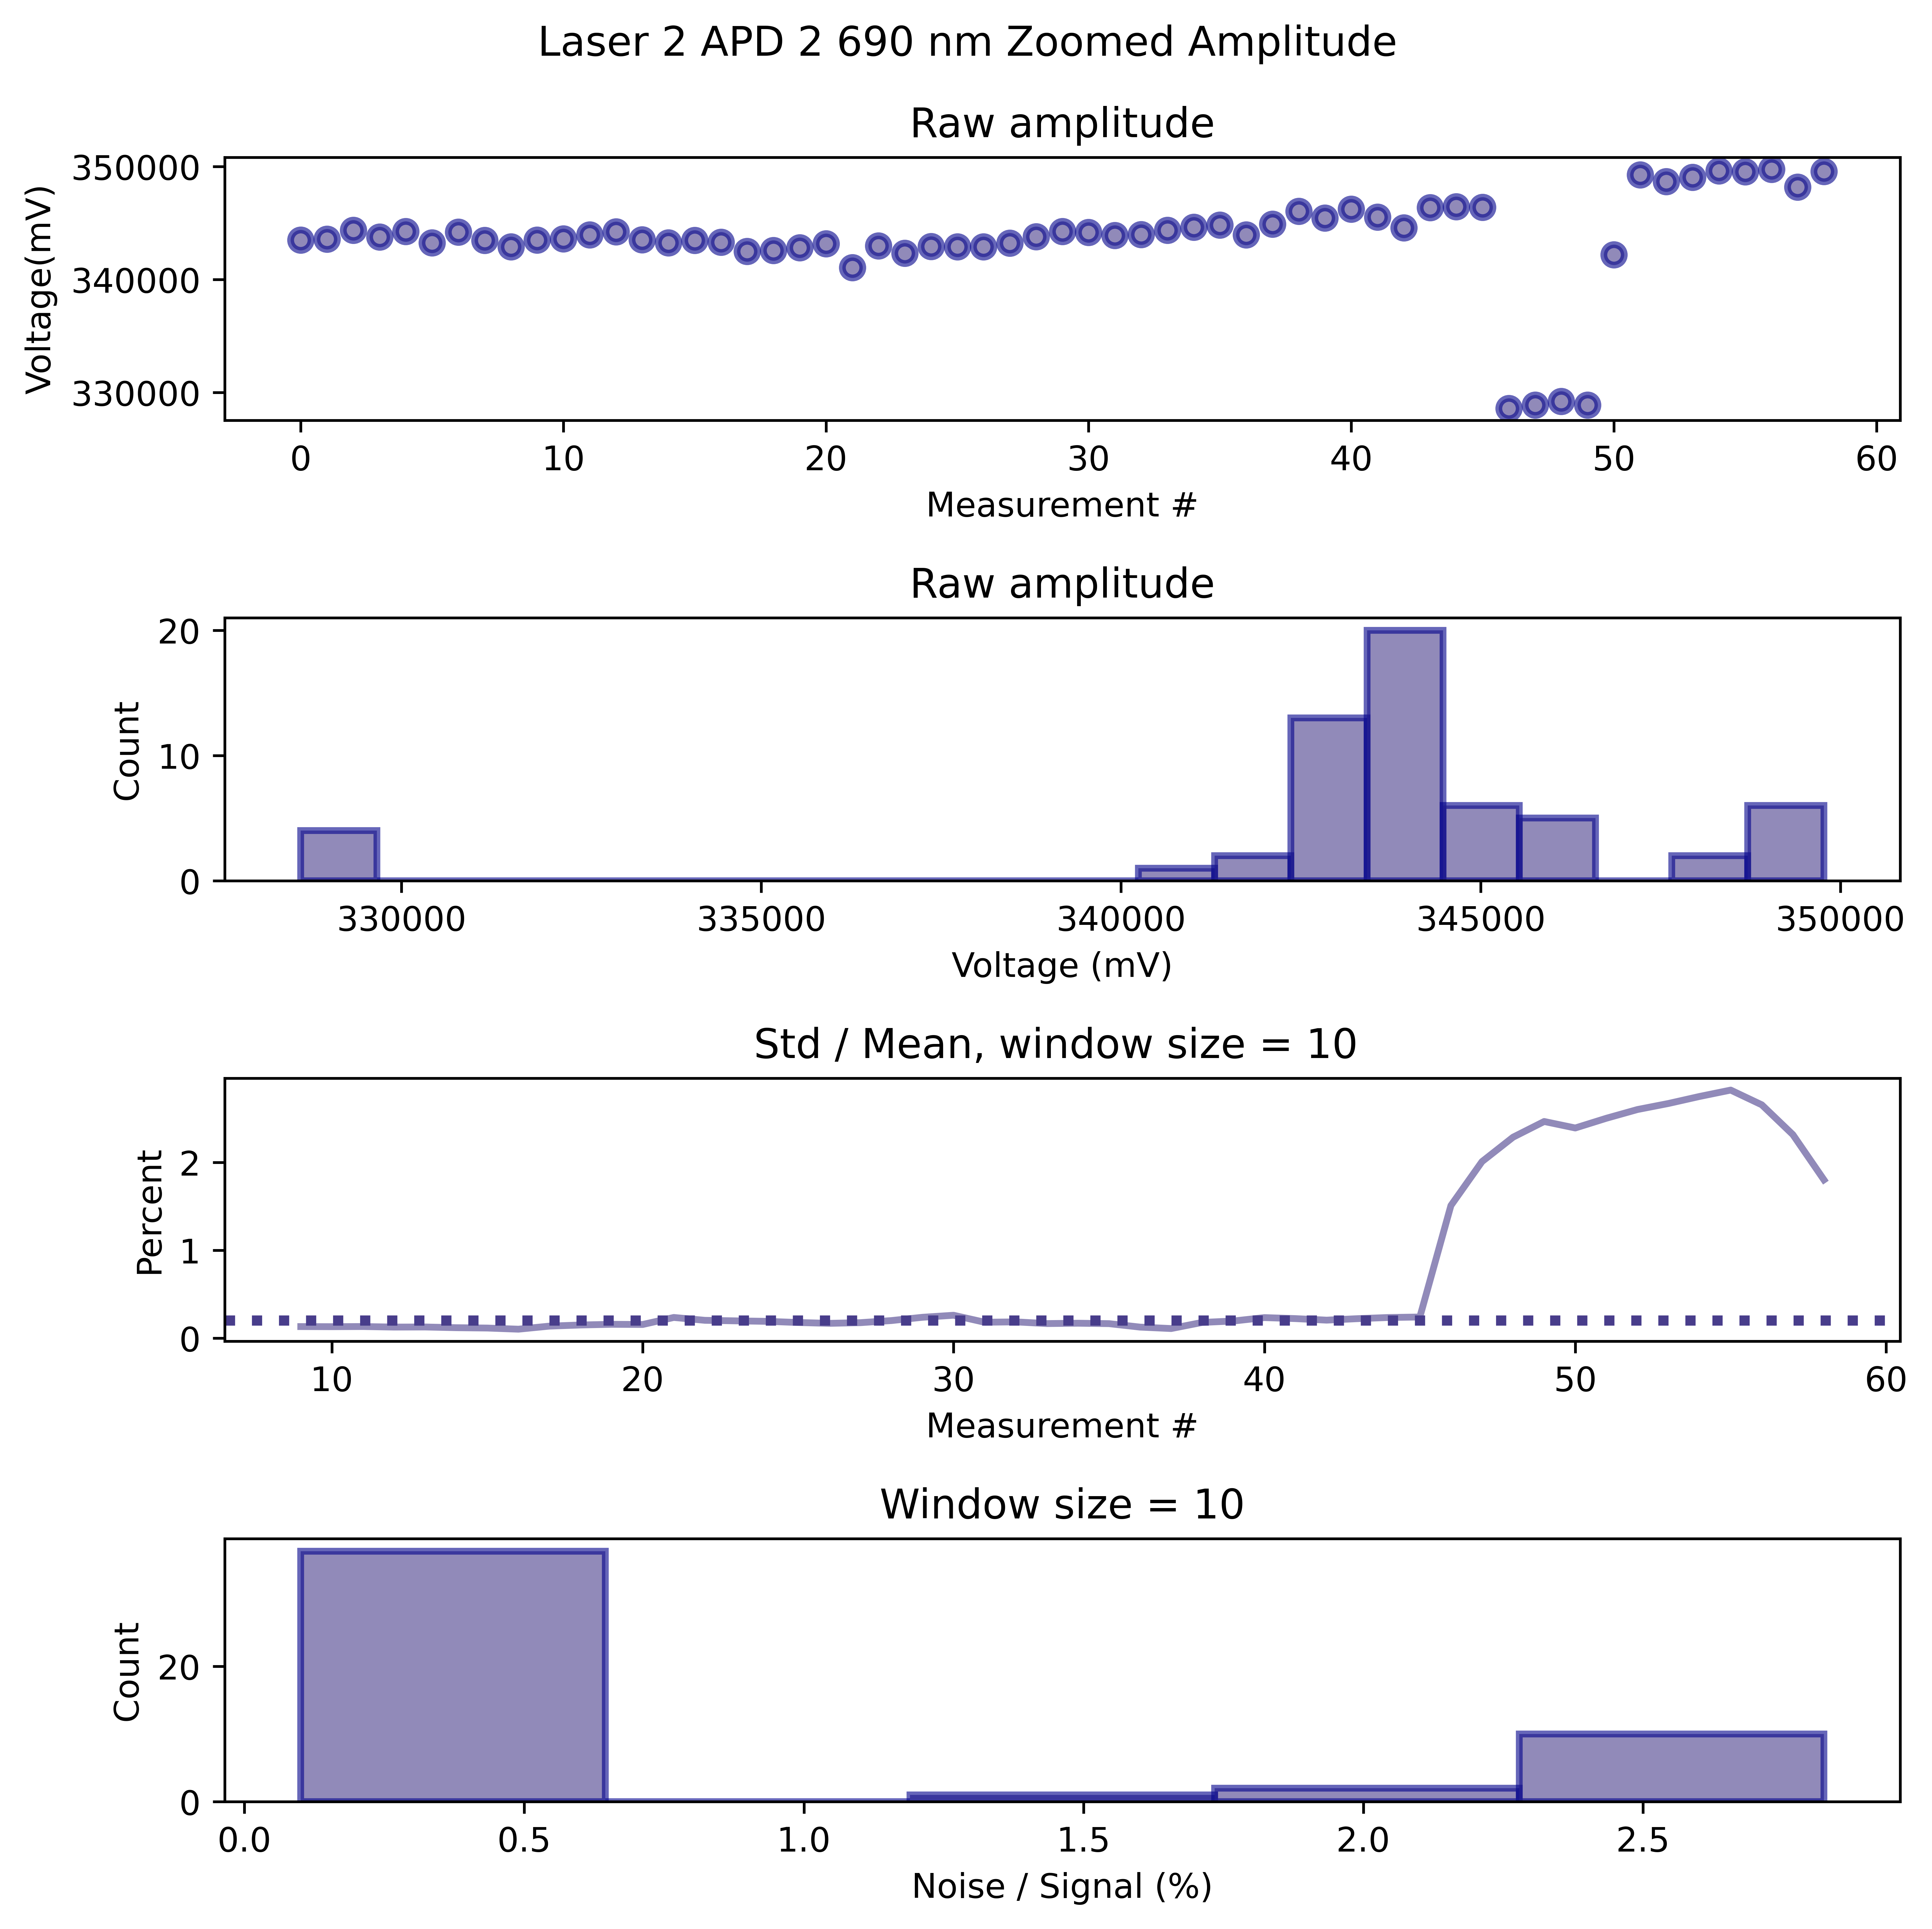 Laser 2 APD 2 690 nm Zoomed Amplitude
Raw amplitude
Voltage(mV)
350000
340000
330000
0 10 20 30 40 50 60
Measurement #
Raw amplitude
Count
20
10
0
330000 335000 340000 345000 350000
Voltage (mV)
Std / Mean, window size = 10
Percent
2
1
0
10 20 30 40 50 60
Measurement #
Window size = 10
Count
20
0
0.0 0.5 1.0 1.5 2.0 2.5
Noise / Signal (%)